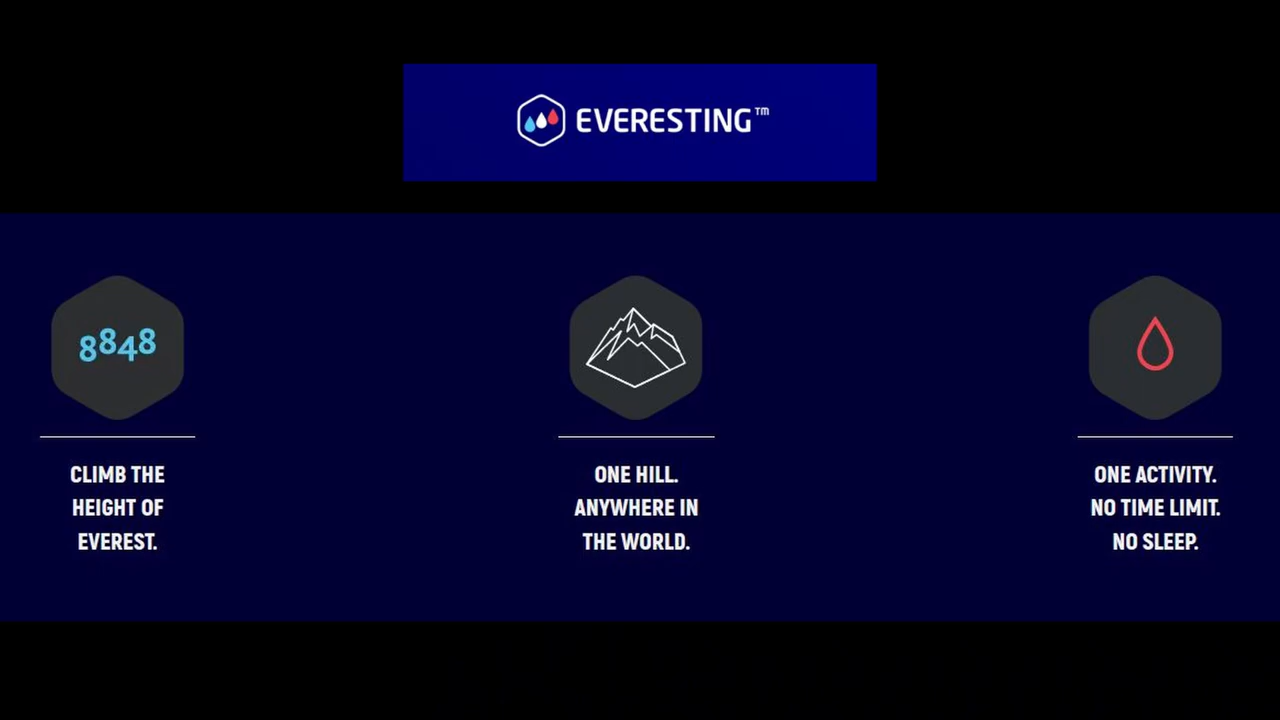 EVERESTING™
8848
CLIMB THE
HEIGHT OF
EVEREST.
ONE HILL.
ANYWHERE IN
THE WORLD.
ONE ACTIVITY.
NO TIME LIMIT.
NO SLEEP.